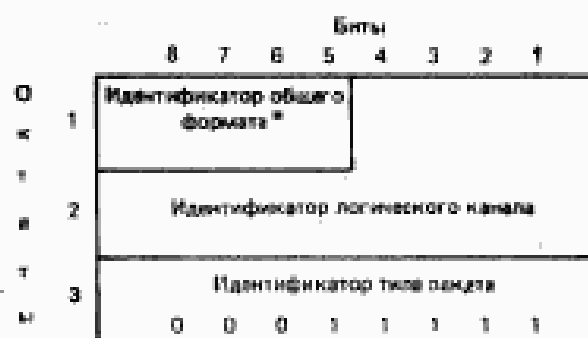 Биты
8 7 6 5 4 3 2 1
Октеты
1
Идентификатор общего
формата*
2
Идентификатор логического канала
3
Идентификатор типа пакета
0 0 0 1 1 1 1 1